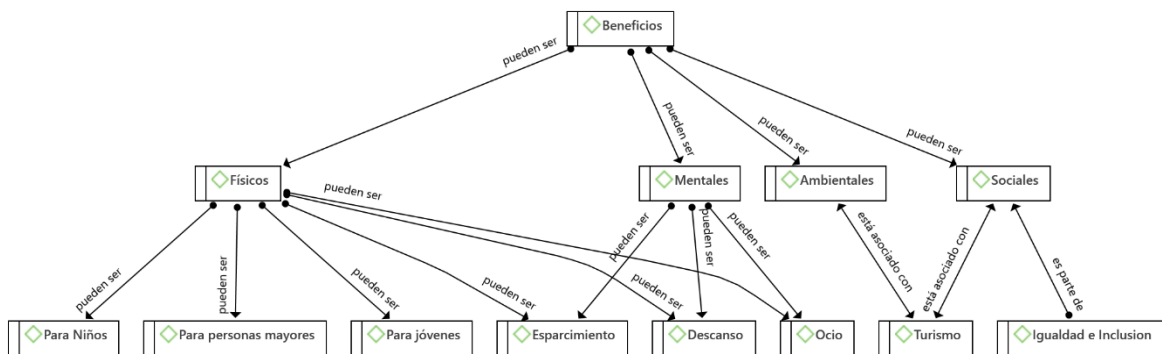 Beneficios
pueden ser
pueden ser
pueden ser
pueden ser
Físicos
Mentales
Ambientales
Sociales
pueden ser
pueden ser
pueden ser
pueden ser
pueden ser
pueden ser
pueden ser
pueden ser
pueden ser
está asociado con
está asociado con
es parte de
Para Niños
Para personas mayores
Para jóvenes
Esparcimiento
Descanso
Ocio
Turismo
Igualdad e Inclusion